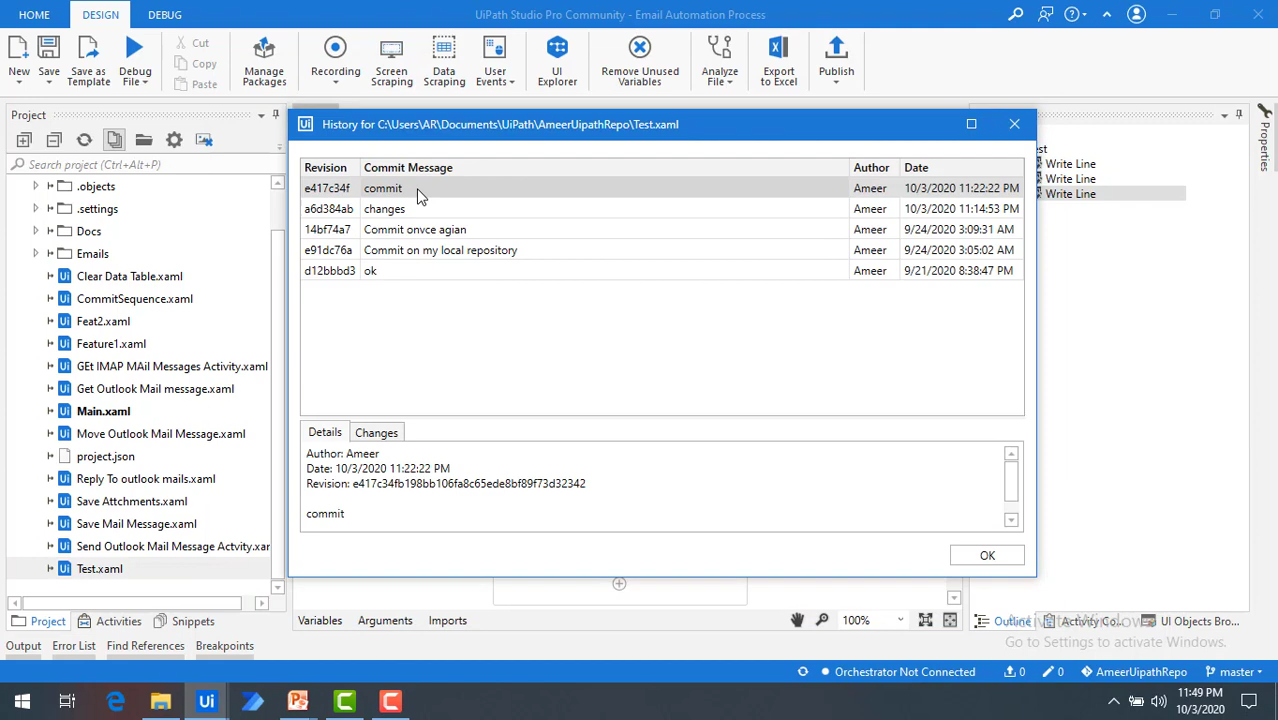 HOME DESIGN DEBUG UiPath Studio Pro Community - Email Automation Process
New Save Save as Template Debug File Cut Copy Paste Manage Packages Recording Screen Scraping Data Scraping User Events UI Explorer Remove Unused Variables Analyze File Export to Excel Publish
Project
Search project (Ctrl+Alt+P)
.objects
.settings
Docs
Emails
Clear Data Table.xaml
CommitSequence.xaml
Feat2.xaml
Feature1.xaml
GEt IMAP MAil Messages Activity.xaml
Get Outlook Mail message.xaml
Main.xaml
Move Outlook Mail Message.xaml
project.json
Reply To outlook mails.xaml
Save Attchments.xaml
Save Mail Message.xaml
Send Outlook Mail Message Actvity.xar
Test.xaml
Project Activities Snippets
Output Error List Find References Breakpoints
Ui History for C:\Users\AR\Documents\UiPath\AmeerUipathRepo\Test.xaml
Revision Commit Message Author Date
e417c34f commit Ameer 10/3/2020 11:22:22 PM
a6d384ab changes Ameer 10/3/2020 11:14:53 PM
14bf74a7 Commit onvce agian Ameer 9/24/2020 3:09:31 AM
e91dc76a Commit on my local repository Ameer 9/24/2020 3:05:02 AM
d12bbbd3 ok Ameer 9/21/2020 8:38:47 PM
Details Changes
Author: Ameer
Date: 10/3/2020 11:22:22 PM
Revision: e417c34fb198bb106fa8c65ede8bf89f73d32342
commit
OK
Properties
est
Write Line
Write Line
Write Line
Variables Arguments Imports 100%
Outline Activity Co... UI Objects Bro...
Activate Windows
Go to Settings to activate Windows.
Orchestrator Not Connected 0 0 AmeerUipathRepo master
11:49 PM
10/3/2020